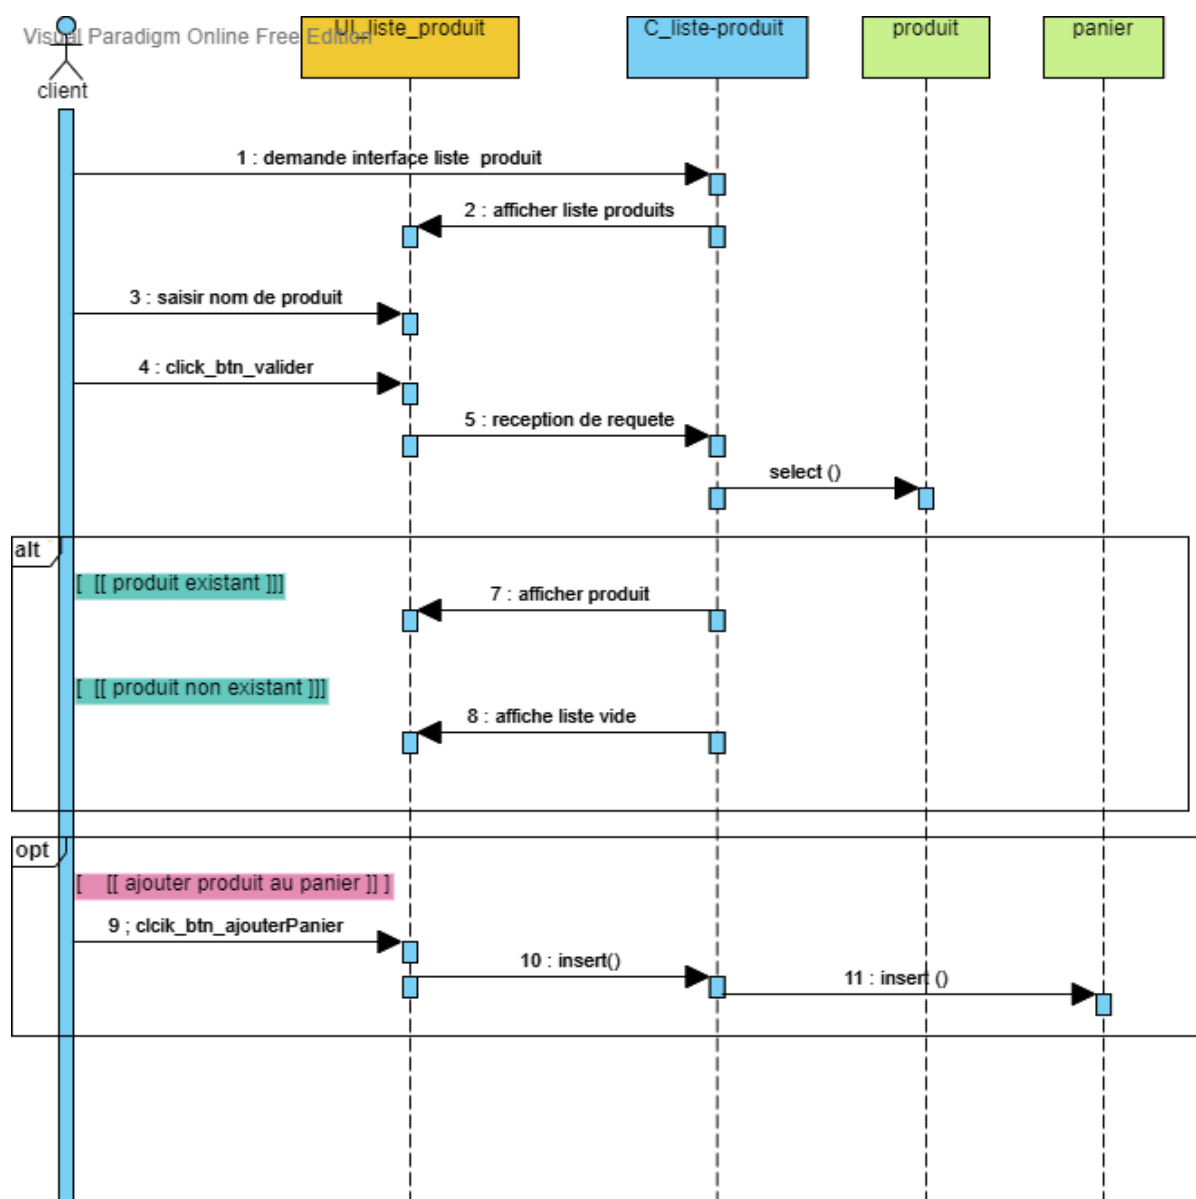 Visual Paradigm Online Free Edition
UI_liste_produit
C_liste-produit
produit
panier
client
1 : demande interface liste produit
2 : afficher liste produits
3 : saisir nom de produit
4 : click_btn_valider
5 : reception de requete
select ()
alt
[ [[ produit existant ]]]
7 : afficher produit
[ [[ produit non existant ]]]
8 : affiche liste vide
opt
[ [[ ajouter produit au panier ]] ]
9 ; clcik_btn_ajouterPanier
10 : insert()
11 : insert ()